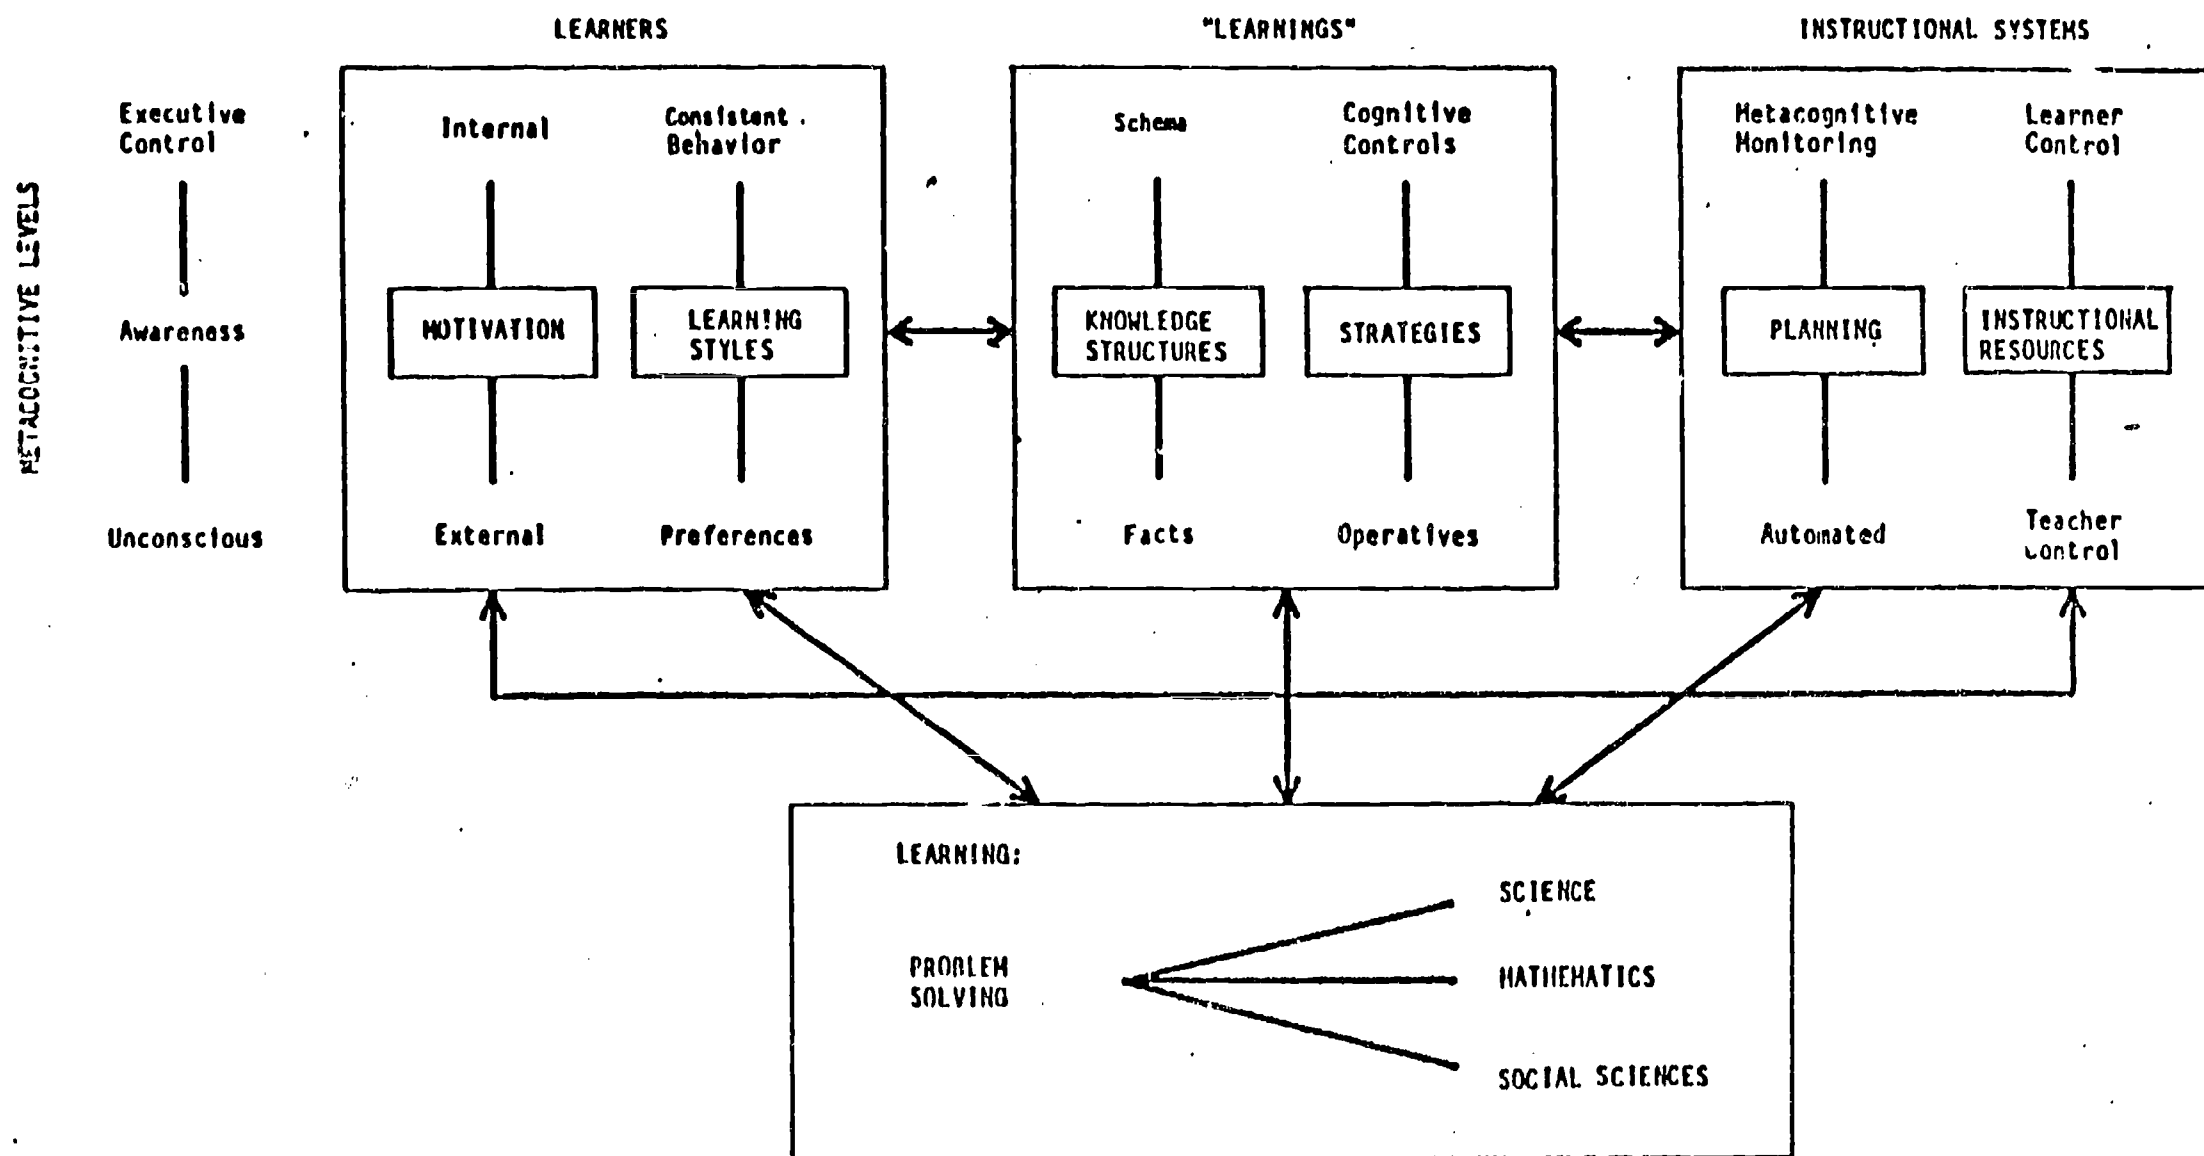 LEARNERS
"LEARNINGS"
INSTRUCTIONAL SYSTEMS
METACOGNITIVE LEVELS
Executive
Control
Awareness
Unconscious
Internal
MOTIVATION
External
Consistent
Behavior
LEARNING
STYLES
Preferences
Schema
KNOWLEDGE
STRUCTURES
Facts
Cognitive
Controls
STRATEGIES
Operatives
Metacognitive
Monitoring
PLANNING
Automated
Learner
Control
INSTRUCTIONAL
RESOURCES
Teacher
Control
LEARNING:
PROBLEM
SOLVING
SCIENCE
MATHEMATICS
SOCIAL SCIENCES